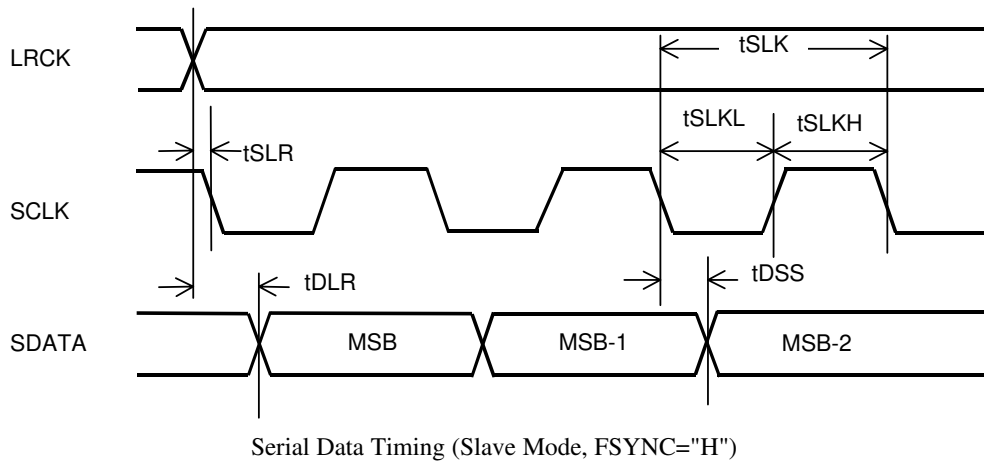 LRCK
tSLK
tSLKL
tSLKH
tSLR
SCLK
tDLR
tDSS
SDATA
MSB
MSB-1
MSB-2
Serial Data Timing (Slave Mode, FSYNC="H")